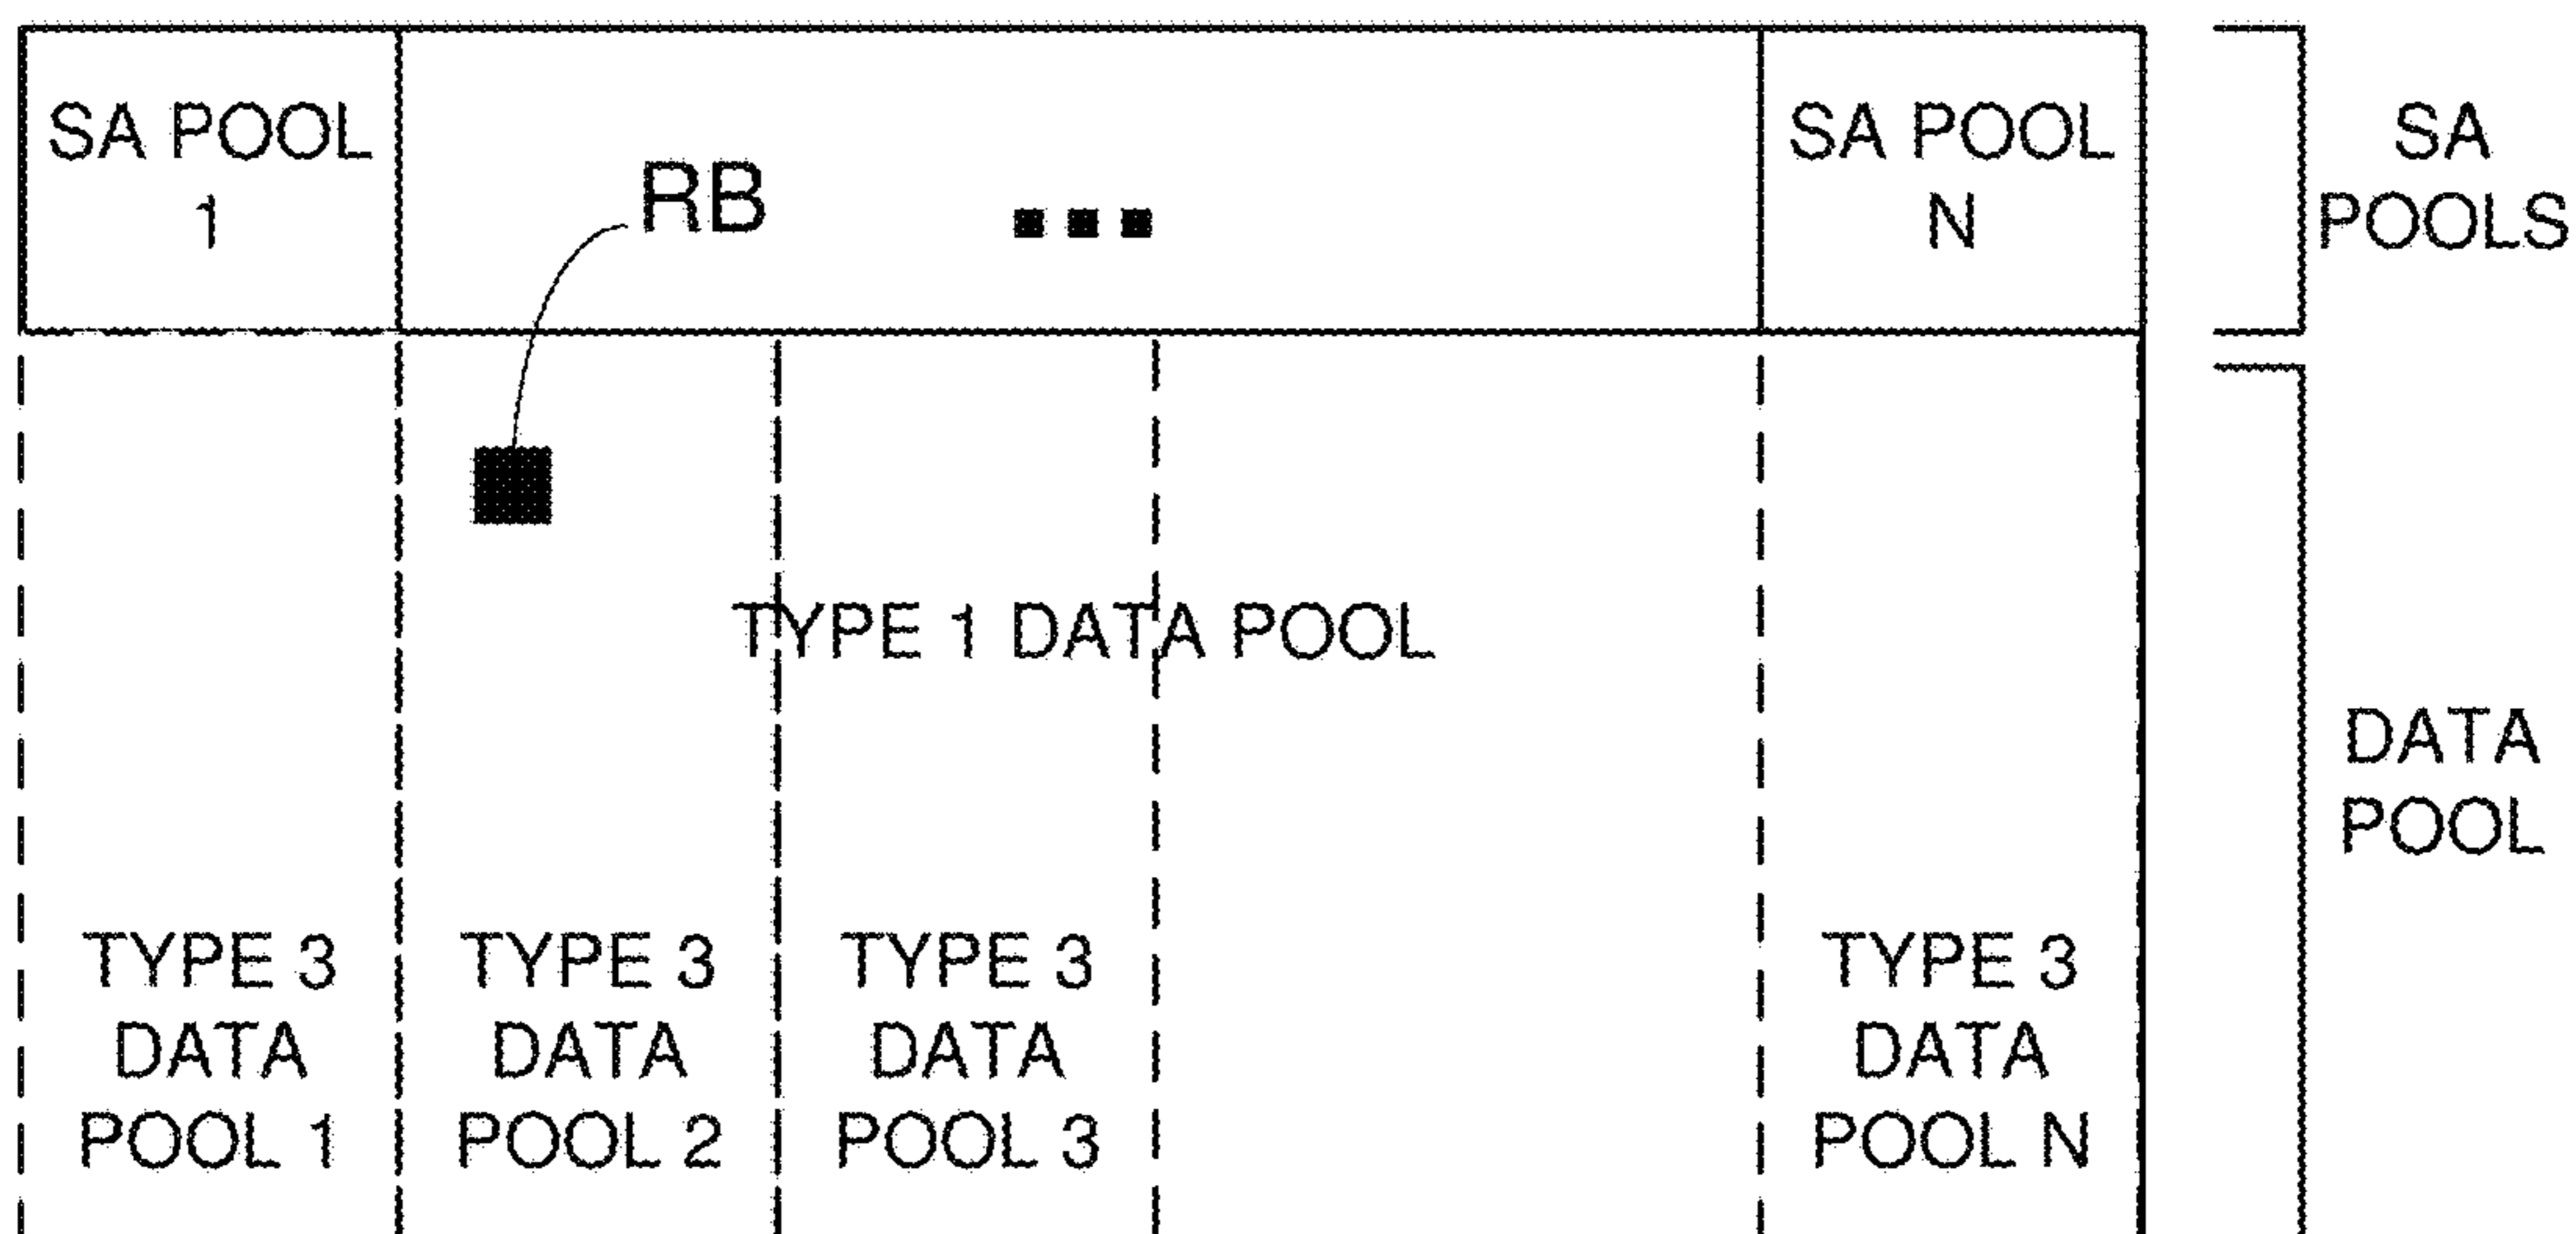 SA POOL
1
RB
SA POOL
N
SA
POOLS
TYPE 1 DATA POOL
DATA
POOL
TYPE 3
DATA
POOL 1
TYPE 3
DATA
POOL 2
TYPE 3
DATA
POOL 3
TYPE 3
DATA
POOL N